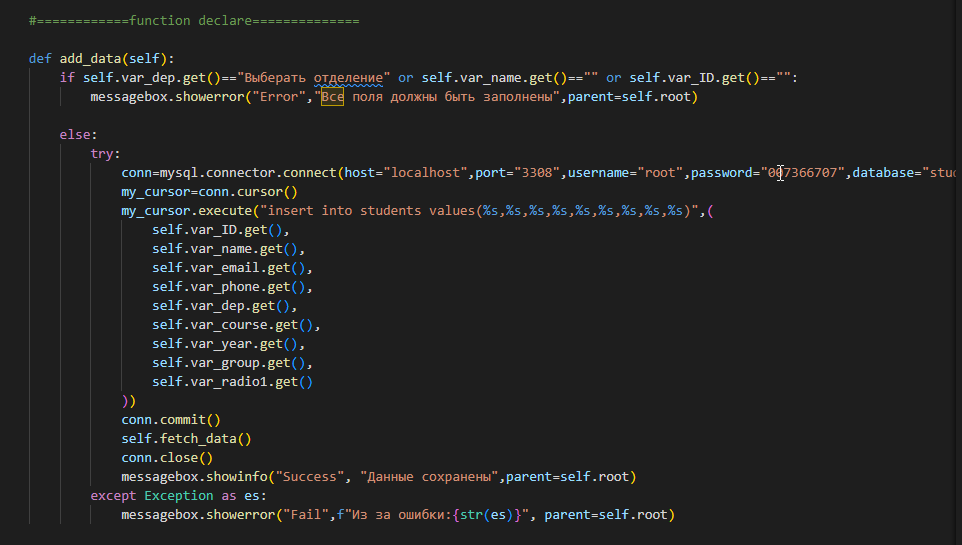 #============function declare==============
def add_data(self):
if self.var_dep.get()=="Выберать отделение" or self.var_name.get()=="" or self.var_ID.get()=="":
messagebox.showerror("Error","Все поля должны быть заполнены",parent=self.root)
else:
try:
conn=mysql.connector.connect(host="localhost",port="3308",username="root",password="007366707",database="stud
my_cursor=conn.cursor()
my_cursor.execute("insert into students values(%s,%s,%s,%s,%s,%s,%s,%s,%s)",(
self.var_ID.get(),
self.var_name.get(),
self.var_email.get(),
self.var_phone.get(),
self.var_dep.get(),
self.var_course.get(),
self.var_year.get(),
self.var_group.get(),
self.var_radio1.get()
))
conn.commit()
self.fetch_data()
conn.close()
messagebox.showinfo("Success", "Данные сохранены",parent=self.root)
except Exception as es:
messagebox.showerror("Fail",f"Из за ошибки:{str(es)}", parent=self.root)